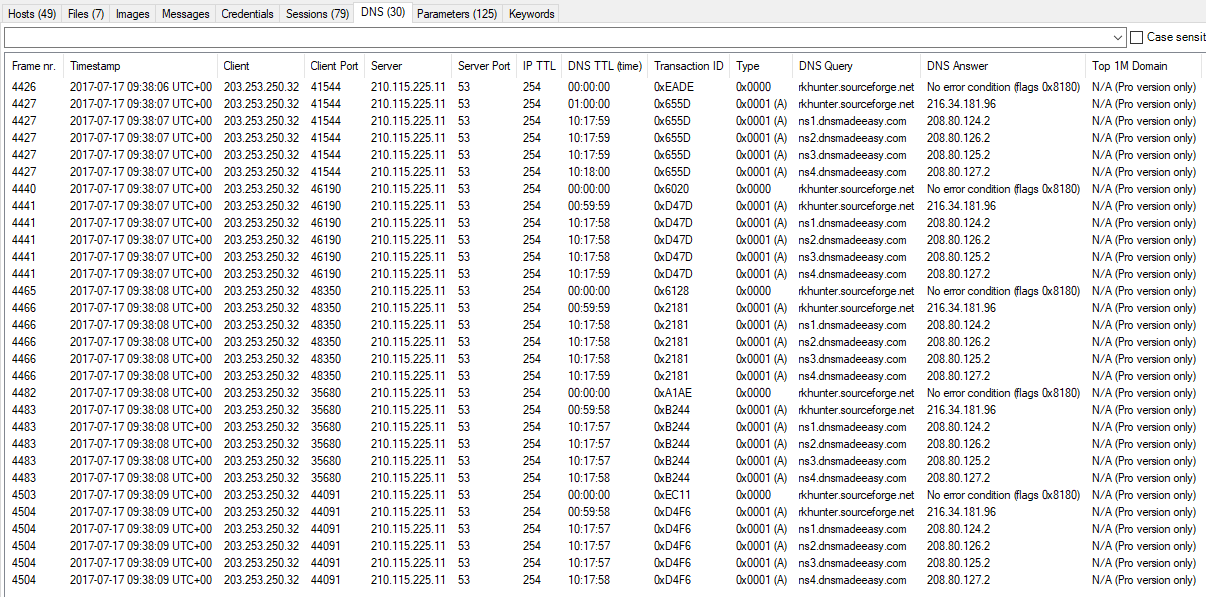 Hosts (49) Files (7) Images Messages Credentials Sessions (79) DNS (30) Parameters (125) Keywords
Case sensit
Frame nr. Timestamp Client Client Port Server Server Port IP TTL DNS TTL (time) Transaction ID Type DNS Query DNS Answer Top 1M Domain
4426 2017-07-17 09:38:06 UTC+00 203.253.250.32 41544 210.115.225.11 53 254 00:00:00 0xEADE 0x0000 rkhunter.sourceforge.net No error condition (flags 0x8180) N/A (Pro version only)
4427 2017-07-17 09:38:07 UTC+00 203.253.250.32 41544 210.115.225.11 53 254 01:00:00 0x655D 0x0001 (A) rkhunter.sourceforge.net 216.34.181.96 N/A (Pro version only)
4427 2017-07-17 09:38:07 UTC+00 203.253.250.32 41544 210.115.225.11 53 254 10:17:59 0x655D 0x0001 (A) ns1.dnsmadeeasy.com 208.80.124.2 N/A (Pro version only)
4427 2017-07-17 09:38:07 UTC+00 203.253.250.32 41544 210.115.225.11 53 254 10:17:59 0x655D 0x0001 (A) ns2.dnsmadeeasy.com 208.80.126.2 N/A (Pro version only)
4427 2017-07-17 09:38:07 UTC+00 203.253.250.32 41544 210.115.225.11 53 254 10:17:59 0x655D 0x0001 (A) ns3.dnsmadeeasy.com 208.80.125.2 N/A (Pro version only)
4427 2017-07-17 09:38:07 UTC+00 203.253.250.32 41544 210.115.225.11 53 254 10:18:00 0x655D 0x0001 (A) ns4.dnsmadeeasy.com 208.80.127.2 N/A (Pro version only)
4440 2017-07-17 09:38:07 UTC+00 203.253.250.32 46190 210.115.225.11 53 254 00:00:00 0x6020 0x0000 rkhunter.sourceforge.net No error condition (flags 0x8180) N/A (Pro version only)
4441 2017-07-17 09:38:07 UTC+00 203.253.250.32 46190 210.115.225.11 53 254 00:59:59 0xD47D 0x0001 (A) rkhunter.sourceforge.net 216.34.181.96 N/A (Pro version only)
4441 2017-07-17 09:38:07 UTC+00 203.253.250.32 46190 210.115.225.11 53 254 10:17:58 0xD47D 0x0001 (A) ns1.dnsmadeeasy.com 208.80.124.2 N/A (Pro version only)
4441 2017-07-17 09:38:07 UTC+00 203.253.250.32 46190 210.115.225.11 53 254 10:17:58 0xD47D 0x0001 (A) ns2.dnsmadeeasy.com 208.80.126.2 N/A (Pro version only)
4441 2017-07-17 09:38:07 UTC+00 203.253.250.32 46190 210.115.225.11 53 254 10:17:58 0xD47D 0x0001 (A) ns3.dnsmadeeasy.com 208.80.125.2 N/A (Pro version only)
4441 2017-07-17 09:38:07 UTC+00 203.253.250.32 46190 210.115.225.11 53 254 10:17:59 0xD47D 0x0001 (A) ns4.dnsmadeeasy.com 208.80.127.2 N/A (Pro version only)
4465 2017-07-17 09:38:08 UTC+00 203.253.250.32 48350 210.115.225.11 53 254 00:00:00 0x6128 0x0000 rkhunter.sourceforge.net No error condition (flags 0x8180) N/A (Pro version only)
4466 2017-07-17 09:38:08 UTC+00 203.253.250.32 48350 210.115.225.11 53 254 00:59:59 0x2181 0x0001 (A) rkhunter.sourceforge.net 216.34.181.96 N/A (Pro version only)
4466 2017-07-17 09:38:08 UTC+00 203.253.250.32 48350 210.115.225.11 53 254 10:17:58 0x2181 0x0001 (A) ns1.dnsmadeeasy.com 208.80.124.2 N/A (Pro version only)
4466 2017-07-17 09:38:08 UTC+00 203.253.250.32 48350 210.115.225.11 53 254 10:17:58 0x2181 0x0001 (A) ns2.dnsmadeeasy.com 208.80.126.2 N/A (Pro version only)
4466 2017-07-17 09:38:08 UTC+00 203.253.250.32 48350 210.115.225.11 53 254 10:17:58 0x2181 0x0001 (A) ns3.dnsmadeeasy.com 208.80.125.2 N/A (Pro version only)
4466 2017-07-17 09:38:08 UTC+00 203.253.250.32 48350 210.115.225.11 53 254 10:17:59 0x2181 0x0001 (A) ns4.dnsmadeeasy.com 208.80.127.2 N/A (Pro version only)
4482 2017-07-17 09:38:08 UTC+00 203.253.250.32 35680 210.115.225.11 53 254 00:00:00 0xA1AE 0x0000 rkhunter.sourceforge.net No error condition (flags 0x8180) N/A (Pro version only)
4483 2017-07-17 09:38:08 UTC+00 203.253.250.32 35680 210.115.225.11 53 254 00:59:58 0xB244 0x0001 (A) rkhunter.sourceforge.net 216.34.181.96 N/A (Pro version only)
4483 2017-07-17 09:38:08 UTC+00 203.253.250.32 35680 210.115.225.11 53 254 10:17:57 0xB244 0x0001 (A) ns1.dnsmadeeasy.com 208.80.124.2 N/A (Pro version only)
4483 2017-07-17 09:38:08 UTC+00 203.253.250.32 35680 210.115.225.11 53 254 10:17:57 0xB244 0x0001 (A) ns2.dnsmadeeasy.com 208.80.126.2 N/A (Pro version only)
4483 2017-07-17 09:38:08 UTC+00 203.253.250.32 35680 210.115.225.11 53 254 10:17:57 0xB244 0x0001 (A) ns3.dnsmadeeasy.com 208.80.125.2 N/A (Pro version only)
4483 2017-07-17 09:38:08 UTC+00 203.253.250.32 35680 210.115.225.11 53 254 10:17:58 0xB244 0x0001 (A) ns4.dnsmadeeasy.com 208.80.127.2 N/A (Pro version only)
4503 2017-07-17 09:38:09 UTC+00 203.253.250.32 44091 210.115.225.11 53 254 00:00:00 0xEC11 0x0000 rkhunter.sourceforge.net No error condition (flags 0x8180) N/A (Pro version only)
4504 2017-07-17 09:38:09 UTC+00 203.253.250.32 44091 210.115.225.11 53 254 00:59:58 0xD4F6 0x0001 (A) rkhunter.sourceforge.net 216.34.181.96 N/A (Pro version only)
4504 2017-07-17 09:38:09 UTC+00 203.253.250.32 44091 210.115.225.11 53 254 10:17:57 0xD4F6 0x0001 (A) ns1.dnsmadeeasy.com 208.80.124.2 N/A (Pro version only)
4504 2017-07-17 09:38:09 UTC+00 203.253.250.32 44091 210.115.225.11 53 254 10:17:57 0xD4F6 0x0001 (A) ns2.dnsmadeeasy.com 208.80.126.2 N/A (Pro version only)
4504 2017-07-17 09:38:09 UTC+00 203.253.250.32 44091 210.115.225.11 53 254 10:17:57 0xD4F6 0x0001 (A) ns3.dnsmadeeasy.com 208.80.125.2 N/A (Pro version only)
4504 2017-07-17 09:38:09 UTC+00 203.253.250.32 44091 210.115.225.11 53 254 10:17:58 0xD4F6 0x0001 (A) ns4.dnsmadeeasy.com 208.80.127.2 N/A (Pro version only)